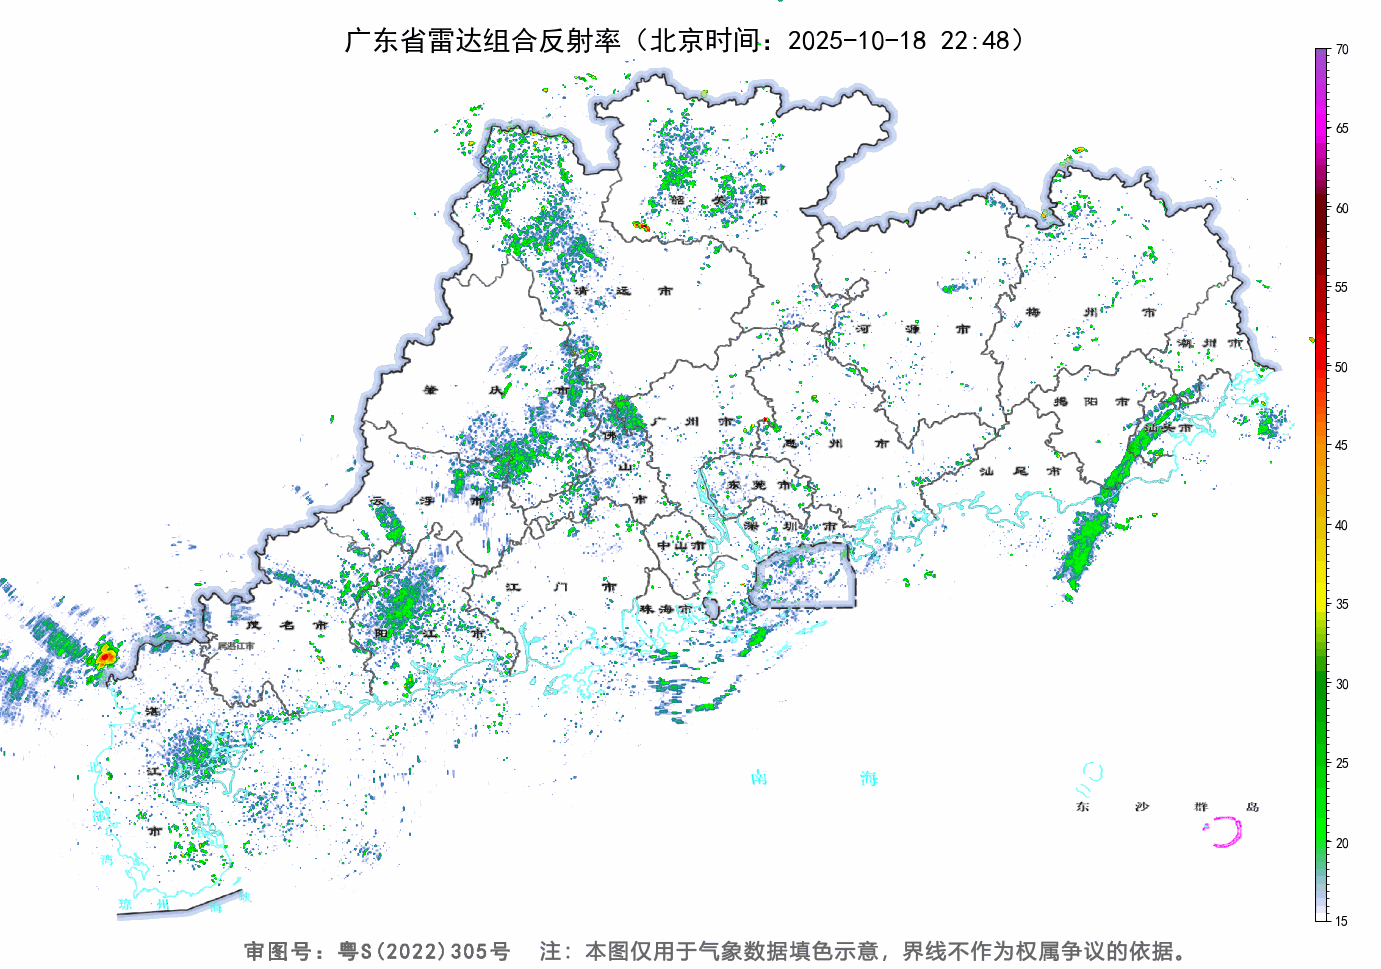 广东省雷达组合反射率（北京时间：2025-10-18 22:48）
70
65
60
55
50
45
40
35
30
25
20
15
韶关市
清远市
河源市
梅州市
潮州市
肇庆市
揭阳市
广州市
汕头市
佛山市
惠州市
汕尾市
云浮市
东莞市
深圳市
中山市
江门市
珠海市
茂名市
阳江市
属湛江市
湛江市
南海
北部湾
东沙群岛
琼州海峡
审图号：粤S(2022)305号 注：本图仅用于气象数据填色示意，界线不作为权属争议的依据。